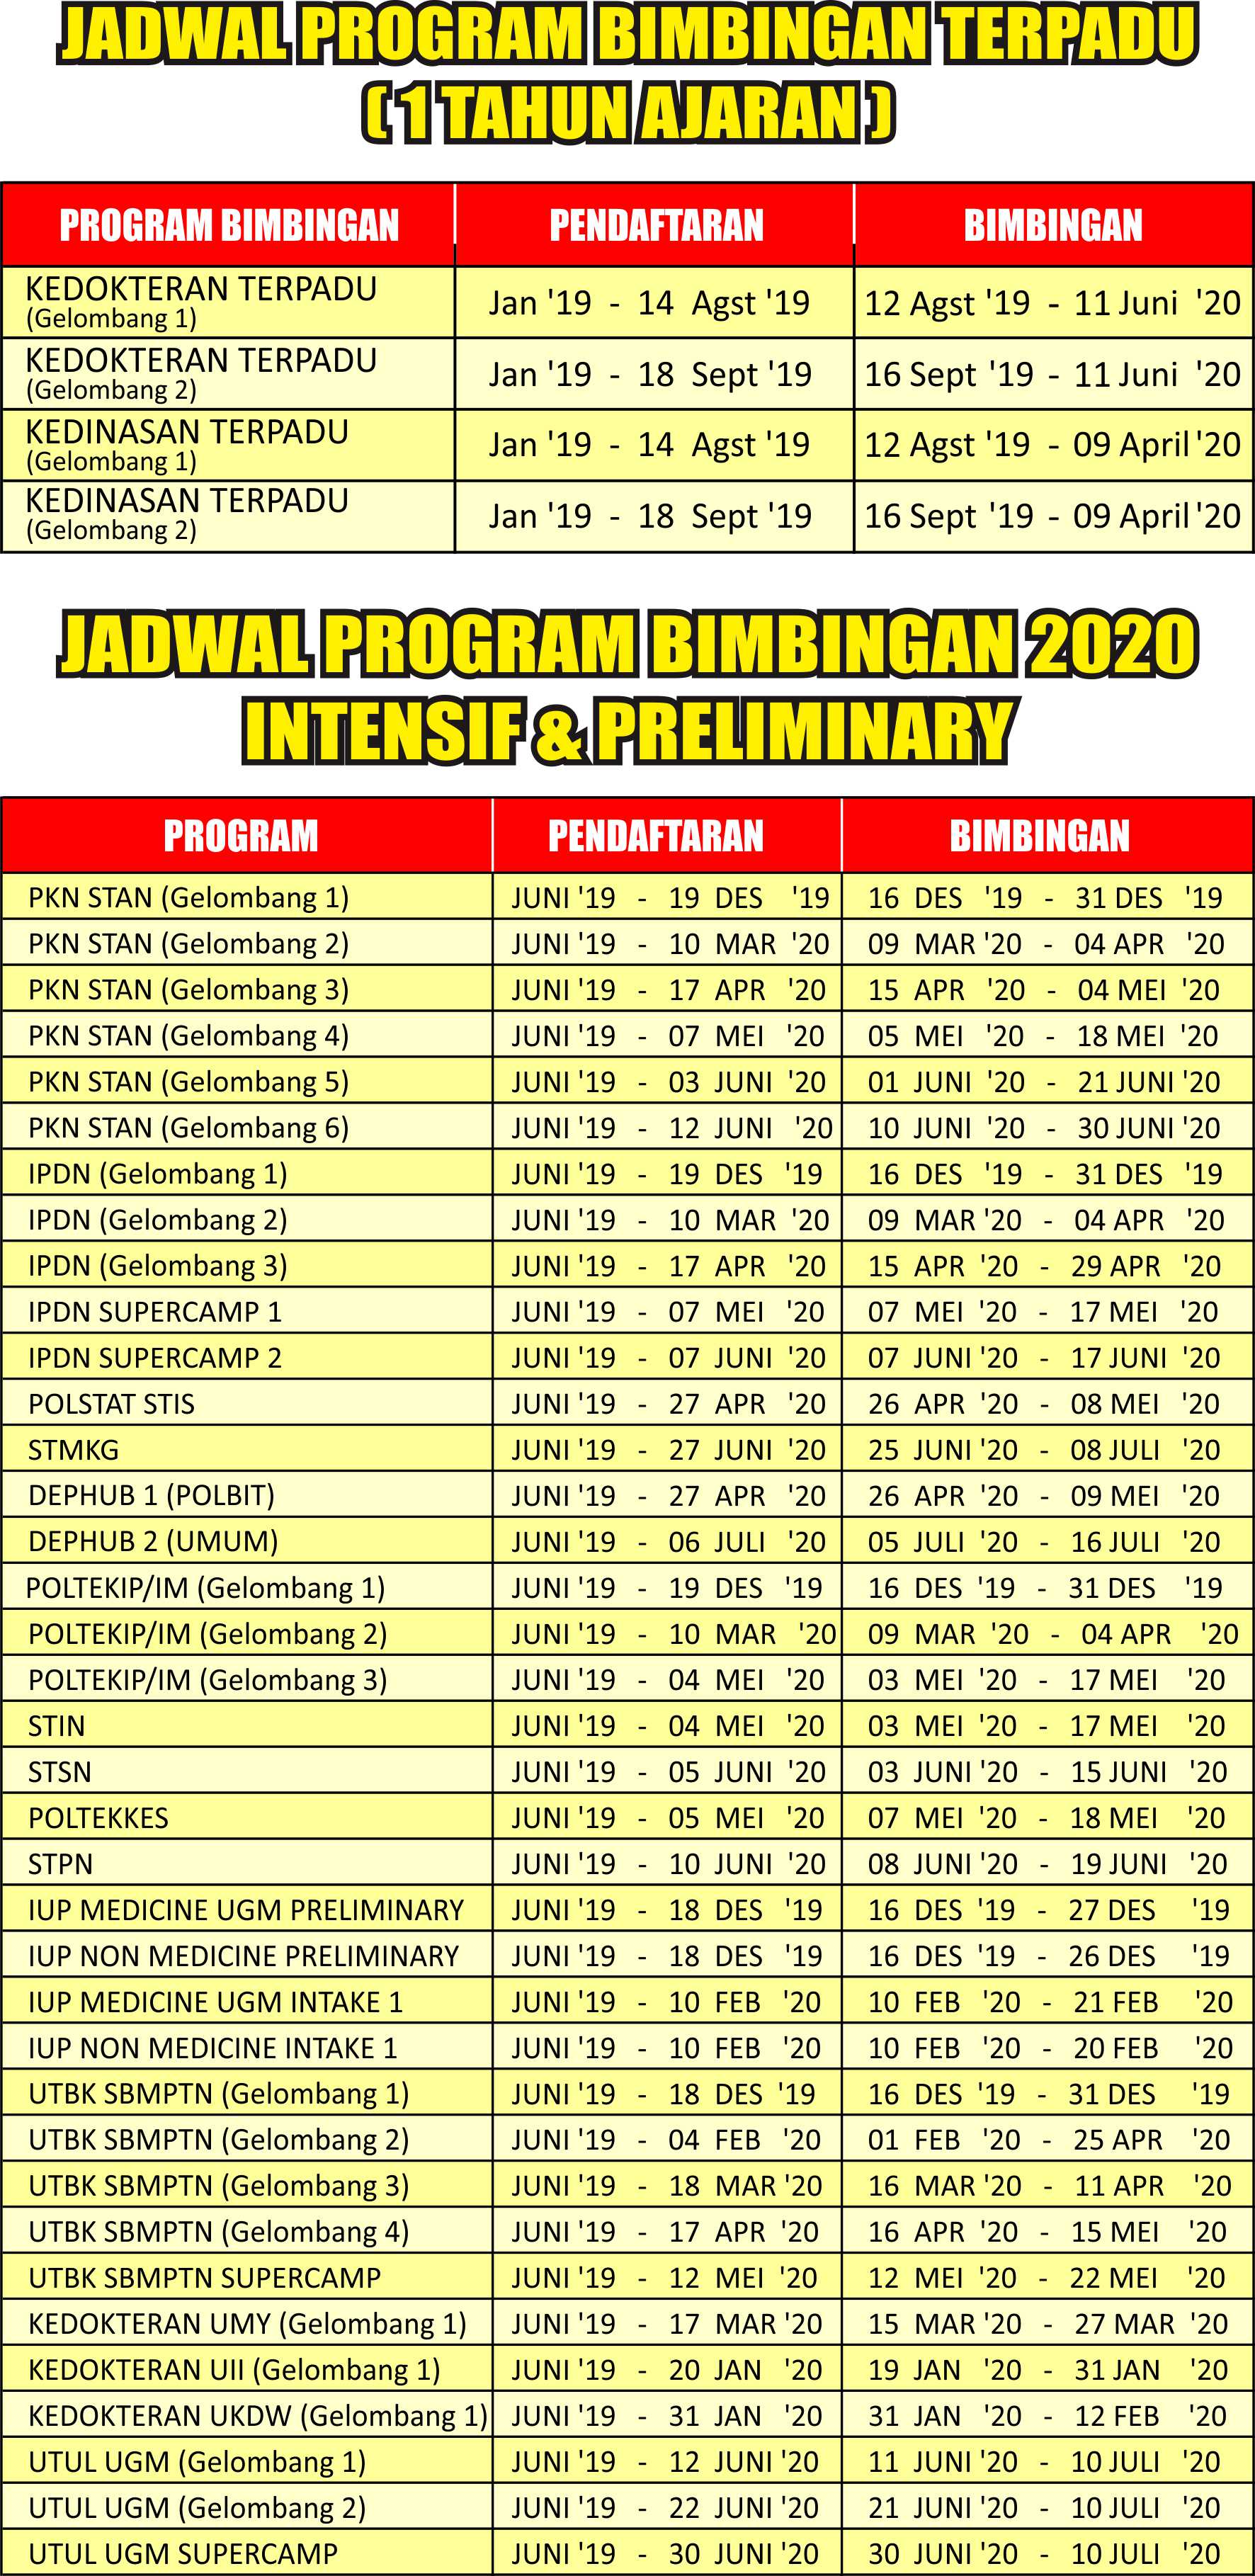 JADWAL PROGRAM BIMBINGAN TERPADU
( 1 TAHUN AJARAN )
PROGRAM BIMBINGAN PENDAFTARAN BIMBINGAN
KEDOKTERAN TERPADU
(Gelombang 1) Jan '19 - 14 Agst '19 12 Agst '19 - 11 Juni '20
KEDOKTERAN TERPADU
(Gelombang 2) Jan '19 - 18 Sept '19 16 Sept '19 - 11 Juni '20
KEDINASAN TERPADU
(Gelombang 1) Jan '19 - 14 Agst '19 12 Agst '19 - 09 April '20
KEDINASAN TERPADU
(Gelombang 2) Jan '19 - 18 Sept '19 16 Sept '19 - 09 April '20
JADWAL PROGRAM BIMBINGAN 2020
INTENSIF & PRELIMINARY
PROGRAM PENDAFTARAN BIMBINGAN
PKN STAN (Gelombang 1) JUNI '19 - 19 DES '19 16 DES '19 - 31 DES '19
PKN STAN (Gelombang 2) JUNI '19 - 10 MAR '20 09 MAR '20 - 04 APR '20
PKN STAN (Gelombang 3) JUNI '19 - 17 APR '20 15 APR '20 - 04 MEI '20
PKN STAN (Gelombang 4) JUNI '19 - 07 MEI '20 05 MEI '20 - 18 MEI '20
PKN STAN (Gelombang 5) JUNI '19 - 03 JUNI '20 01 JUNI '20 - 21 JUNI '20
PKN STAN (Gelombang 6) JUNI '19 - 12 JUNI '20 10 JUNI '20 - 30 JUNI '20
IPDN (Gelombang 1) JUNI '19 - 19 DES '19 16 DES '19 - 31 DES '19
IPDN (Gelombang 2) JUNI '19 - 10 MAR '20 09 MAR '20 - 04 APR '20
IPDN (Gelombang 3) JUNI '19 - 17 APR '20 15 APR '20 - 29 APR '20
IPDN SUPERCAMP 1 JUNI '19 - 07 MEI '20 07 MEI '20 - 17 MEI '20
IPDN SUPERCAMP 2 JUNI '19 - 07 JUNI '20 07 JUNI '20 - 17 JUNI '20
POLSTAT STIS JUNI '19 - 27 APR '20 26 APR '20 - 08 MEI '20
STMKG JUNI '19 - 27 JUNI '20 25 JUNI '20 - 08 JULI '20
DEPHUB 1 (POLBIT) JUNI '19 - 27 APR '20 26 APR '20 - 09 MEI '20
DEPHUB 2 (UMUM) JUNI '19 - 06 JULI '20 05 JULI '20 - 16 JULI '20
POLTEKIP/IM (Gelombang 1) JUNI '19 - 19 DES '19 16 DES '19 - 31 DES '19
POLTEKIP/IM (Gelombang 2) JUNI '19 - 10 MAR '20 09 MAR '20 - 04 APR '20
POLTEKIP/IM (Gelombang 3) JUNI '19 - 04 MEI '20 03 MEI '20 - 17 MEI '20
STIN JUNI '19 - 04 MEI '20 03 MEI '20 - 17 MEI '20
STSN JUNI '19 - 05 JUNI '20 03 JUNI '20 - 15 JUNI '20
POLTEKKES JUNI '19 - 05 MEI '20 07 MEI '20 - 18 MEI '20
STPN JUNI '19 - 10 JUNI '20 08 JUNI '20 - 19 JUNI '20
IUP MEDICINE UGM PRELIMINARY JUNI '19 - 18 DES '19 16 DES '19 - 27 DES '19
IUP NON MEDICINE PRELIMINARY JUNI '19 - 18 DES '19 16 DES '19 - 26 DES '19
IUP MEDICINE UGM INTAKE 1 JUNI '19 - 10 FEB '20 10 FEB '20 - 21 FEB '20
IUP NON MEDICINE INTAKE 1 JUNI '19 - 10 FEB '20 10 FEB '20 - 20 FEB '20
UTBK SBMPTN (Gelombang 1) JUNI '19 - 18 DES '19 16 DES '19 - 31 DES '19
UTBK SBMPTN (Gelombang 2) JUNI '19 - 04 FEB '20 01 FEB '20 - 25 APR '20
UTBK SBMPTN (Gelombang 3) JUNI '19 - 18 MAR '20 16 MAR '20 - 11 APR '20
UTBK SBMPTN (Gelombang 4) JUNI '19 - 17 APR '20 16 APR '20 - 15 MEI '20
UTBK SBMPTN SUPERCAMP JUNI '19 - 12 MEI '20 12 MEI '20 - 22 MEI '20
KEDOKTERAN UMY (Gelombang 1) JUNI '19 - 17 MAR '20 15 MAR '20 - 27 MAR '20
KEDOKTERAN UII (Gelombang 1) JUNI '19 - 20 JAN '20 19 JAN '20 - 31 JAN '20
KEDOKTERAN UKDW (Gelombang 1) JUNI '19 - 31 JAN '20 31 JAN '20 - 12 FEB '20
UTUL UGM (Gelombang 1) JUNI '19 - 12 JUNI '20 11 JUNI '20 - 10 JULI '20
UTUL UGM (Gelombang 2) JUNI '19 - 22 JUNI '20 21 JUNI '20 - 10 JULI '20
UTUL UGM SUPERCAMP JUNI '19 - 30 JUNI '20 30 JUNI '20 - 10 JULI '20